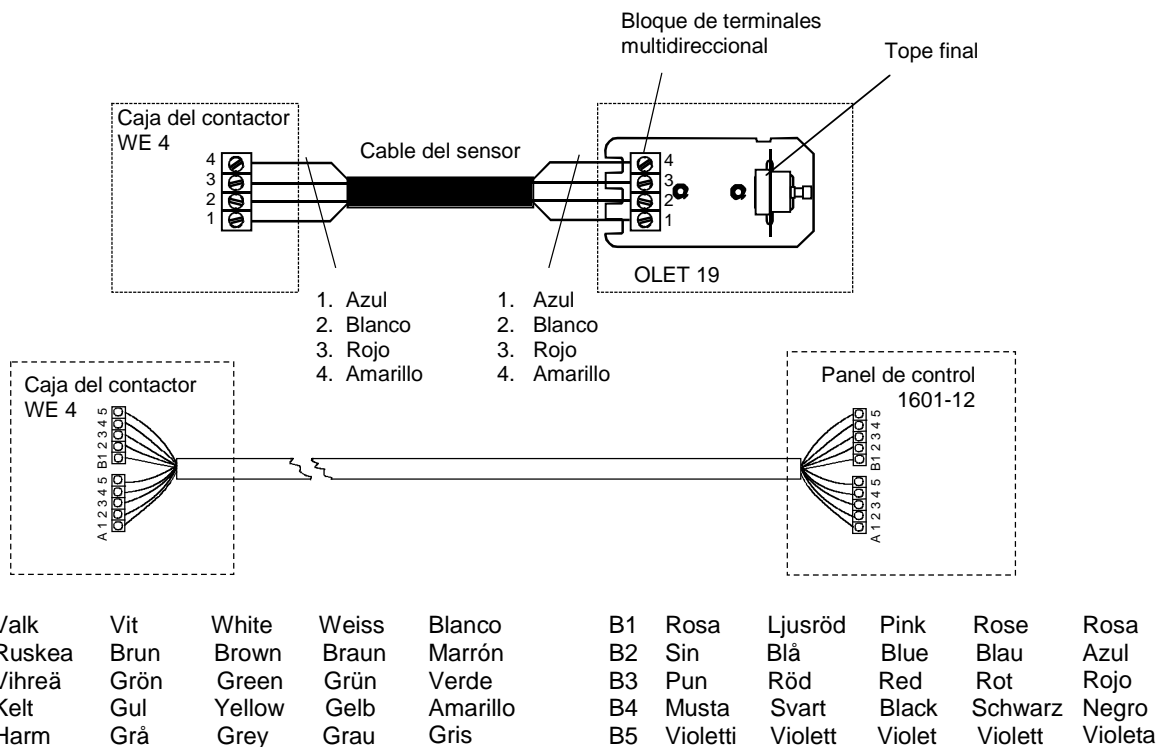 Bloque de terminales
multidireccional
Tope final
Caja del contactor
WE 4
4
3
2
1
Cable del sensor
4
3
2
1
OLET 19
1. Azul
2. Blanco
3. Rojo
4. Amarillo
1. Azul
2. Blanco
3. Rojo
4. Amarillo
Caja del contactor
WE 4
B1 2 3 4 5
A 1 2 3 4 5
Panel de control
1601-12
B1 2 3 4 5
A 1 2 3 4 5
Valk Vit White Weiss Blanco B1 Rosa Ljusröd Pink Rose Rosa
Ruskea Brun Brown Braun Marrón B2 Sin Blå Blue Blau Azul
Vihreä Grön Green Grün Verde B3 Pun Röd Red Rot Rojo
Kelt Gul Yellow Gelb Amarillo B4 Musta Svart Black Schwarz Negro
Harm Grå Grey Grau Gris B5 Violetti Violett Violet Violett Violeta